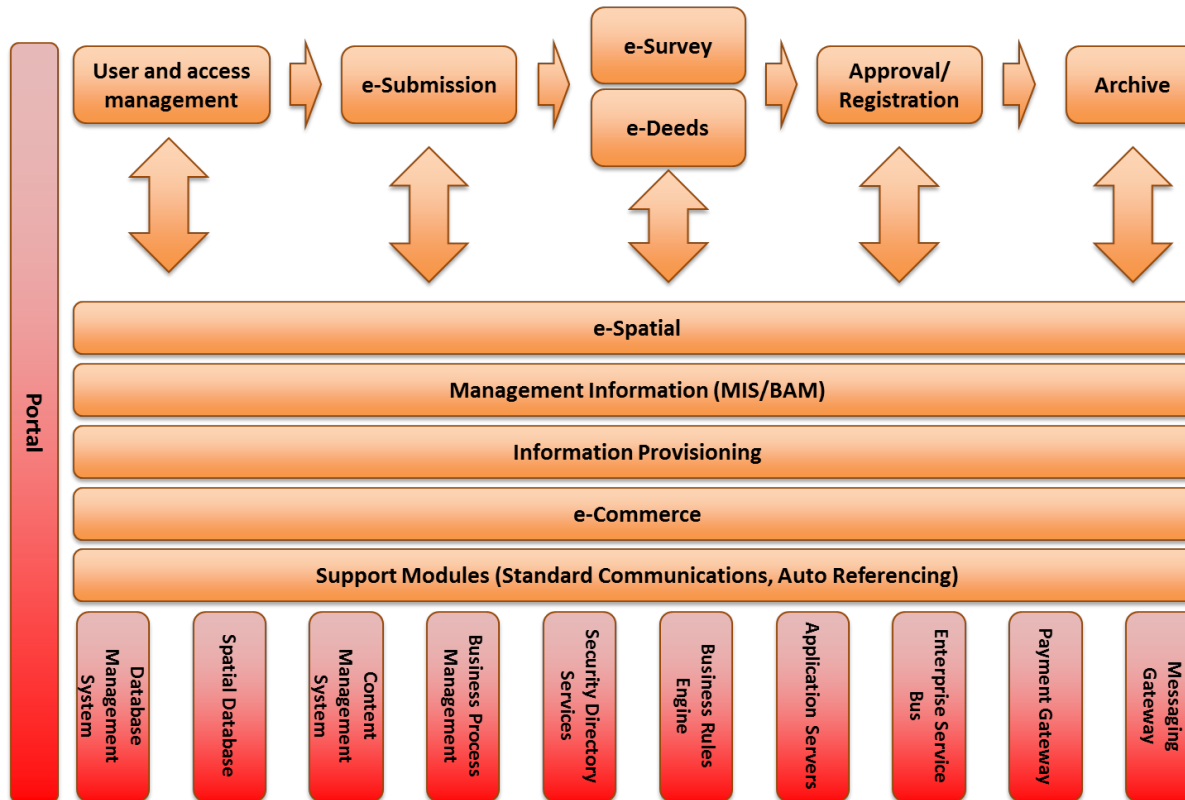 User and access
management
e-Submission
e-Survey
e-Deeds
Approval/
Registration
Archive
Portal
e-Spatial
Management Information (MIS/BAM)
Information Provisioning
e-Commerce
Support Modules (Standard Communications, Auto Referencing)
Database
Management
System
Spatial Database
Content
Management
System
Business Process
Management
Security Directory
Services
Business Rules
Engine
Application Servers
Enterprise Service
Bus
Payment Gateway
Messaging
Gateway